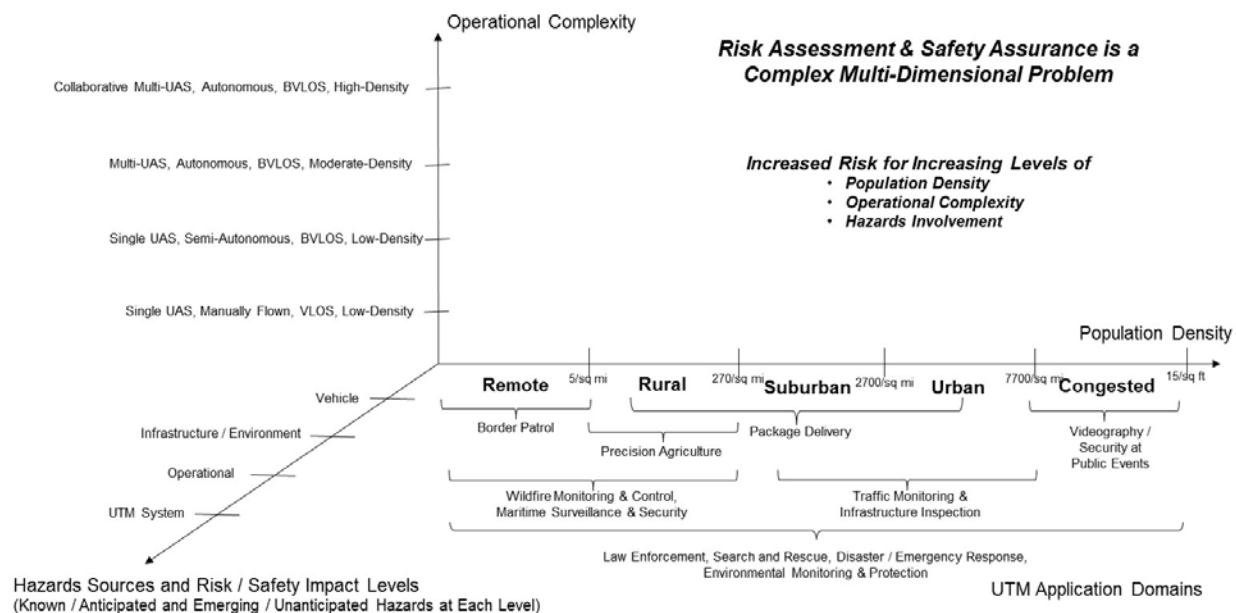 Operational Complexity
Risk Assessment & Safety Assurance is a
Complex Multi-Dimensional Problem
Collaborative Multi-UAS, Autonomous, BVLOS, High-Density
Multi-UAS, Autonomous, BVLOS, Moderate-Density
Increased Risk for Increasing Levels of
• Population Density
• Operational Complexity
• Hazards Involvement
Single UAS, Semi-Autonomous, BVLOS, Low-Density
Single UAS, Manually Flown, VLOS, Low-Density
Population Density
5/sq mi
270/sq mi
2700/sq mi
7700/sq mi
15/sq ft
Remote
Rural
Suburban
Urban
Congested
Vehicle
Infrastructure / Environment
Operational
UTM System
Border Patrol
Precision Agriculture
Package Delivery
Videography /
Security at
Public Events
Wildfire Monitoring & Control,
Maritime Surveillance & Security
Traffic Monitoring &
Infrastructure Inspection
Law Enforcement, Search and Rescue, Disaster / Emergency Response,
Environmental Monitoring & Protection
Hazards Sources and Risk / Safety Impact Levels
(Known / Anticipated and Emerging / Unanticipated Hazards at Each Level)
UTM Application Domains